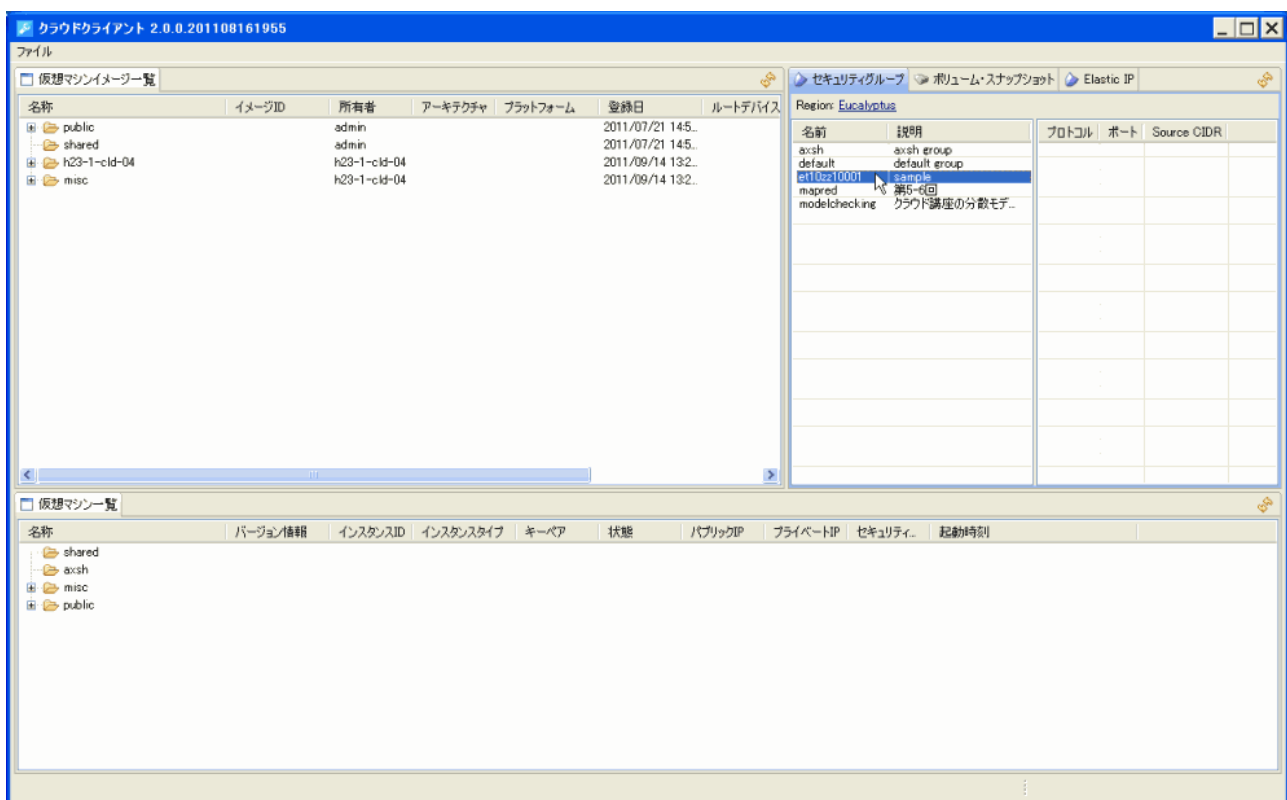 クラウドクライアント 2.0.0.201108161955
ファイル
仮想マシンイメージ一覧
名称 イメージID 所有者 アーキテクチャ プラットフォーム 登録日 ルートデバイス
public admin 2011/07/21 14:5...
shared admin 2011/07/21 14:5...
h23-1-cld-04 h23-1-cld-04 2011/09/14 13:2...
misc h23-1-cld-04 2011/09/14 13:2...
セキュリティグループ ボリューム・スナップショット Elastic IP
Region: Eucalyptus
名前 説明 プロトコル ポート Source CIDR
axsh axsh group
default default group
et10zz10001 sample
mapred 第5-6回
modelchecking クラウド講座の分散モデ...
仮想マシン一覧
名称 バージョン情報 インスタンスID インスタンスタイプ キーペア 状態 パブリックIP プライベートIP セキュリティ... 起動時刻
shared
axsh
misc
public